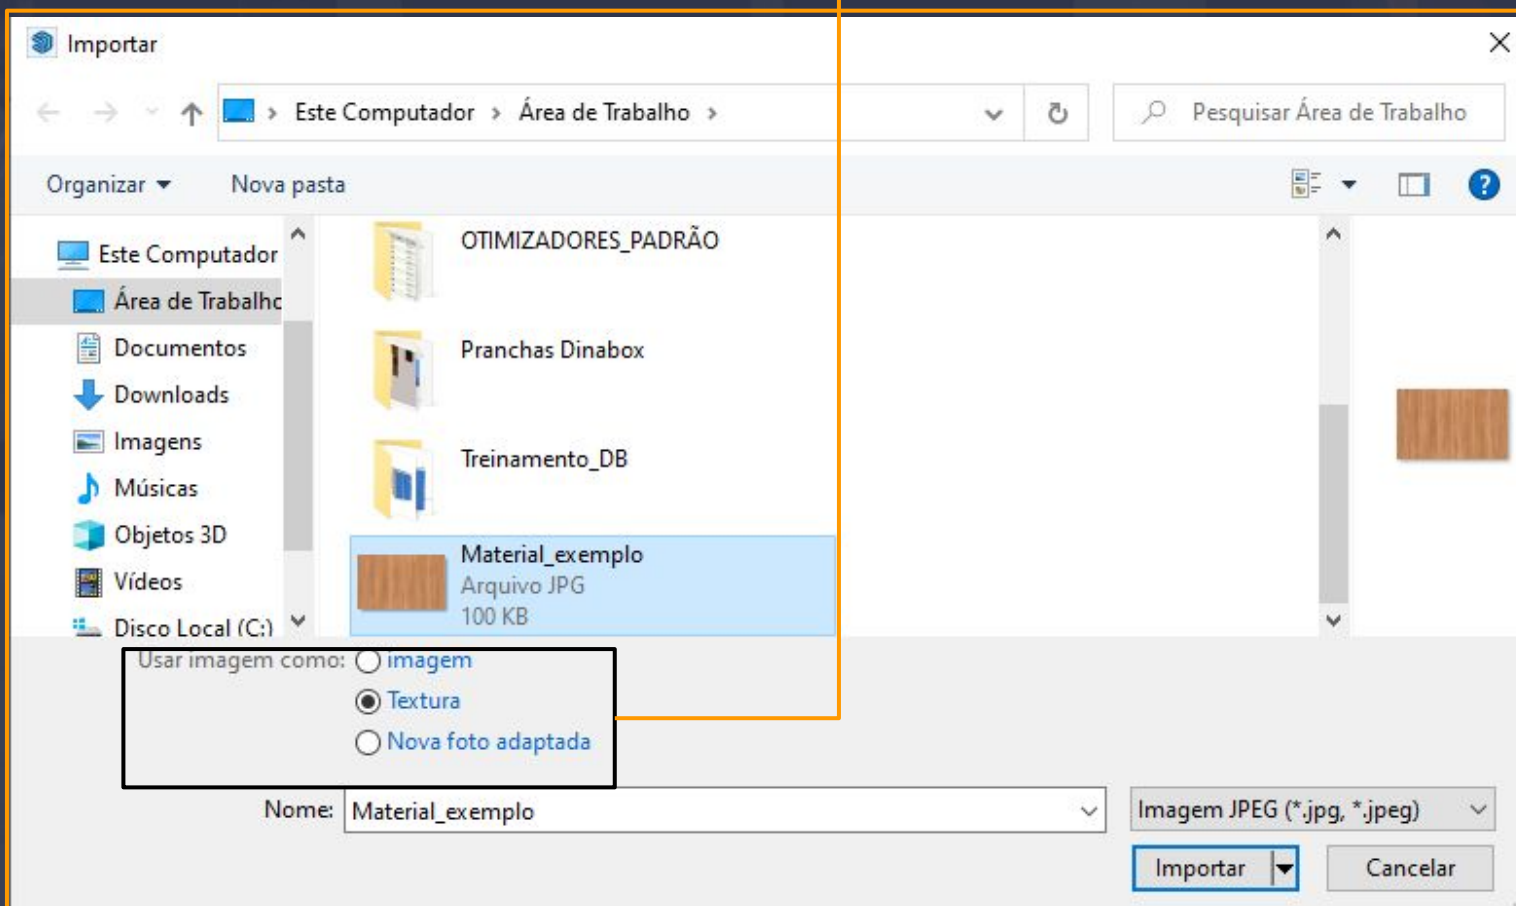 Importar
Este Computador > Área de Trabalho >
Pesquisar Área de Trabalho
Organizar
Nova pasta
Este Computador
Área de Trabalho
Documentos
Downloads
Imagens
Músicas
Objetos 3D
Vídeos
Disco Local (C:)
OTIMIZADORES_PADRÃO
Pranchas Dinabox
Treinamento_DB
Material_exemplo
Arquivo JPG
100 KB
Usar imagem como:
imagem
Textura
Nova foto adaptada
Nome:
Material_exemplo
Imagem JPEG (*.jpg, *.jpeg)
Importar
Cancelar